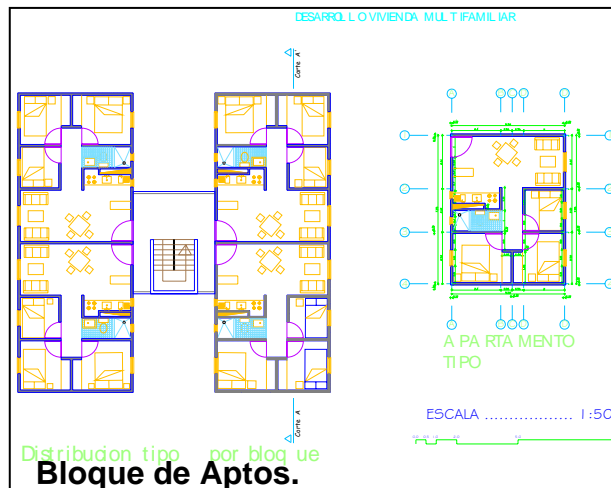 DESARROLLO VIVIENDA MULTIFAMILIAR
Corte A'
APARTAMENTO
TIPO
ESCALA .................. 1:50
Corte A
Distribucion tipo por bloque
Bloque de Aptos.